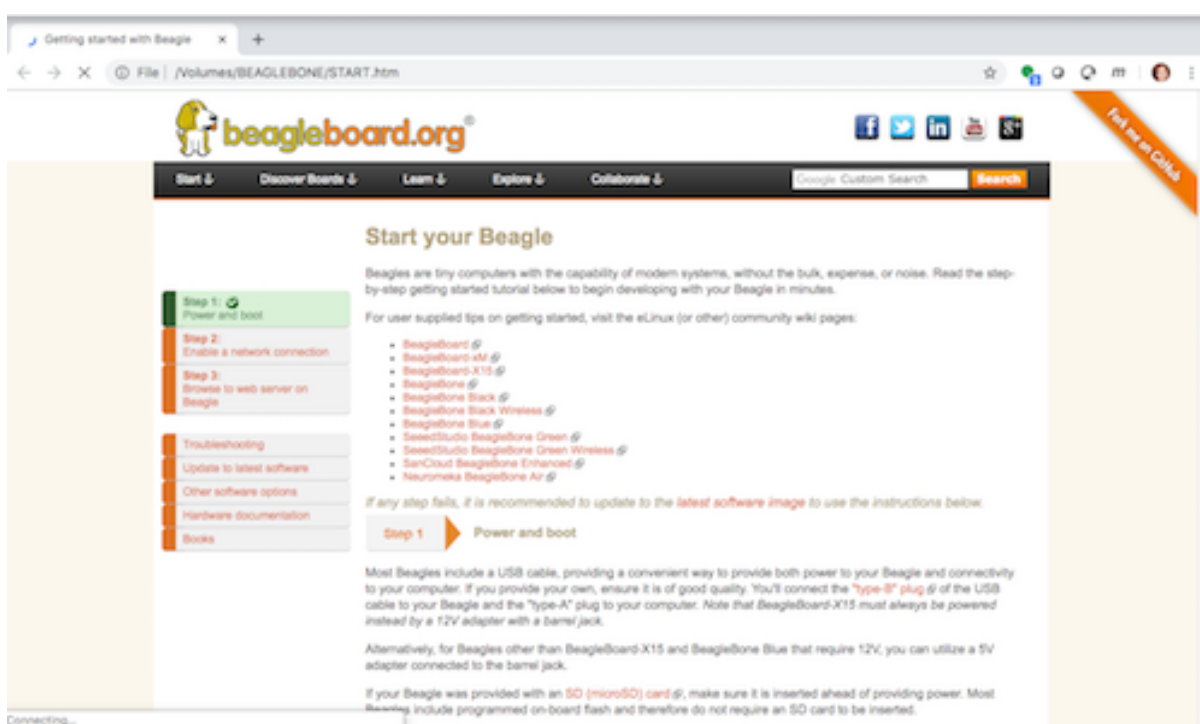 Getting started with Beagle
File | /Volumes/BEAGLEBONE/START.htm
beagleboard.org®
Fork me on GitHub
Start Discover Boards Learn Explore Collaborate Google Custom Search Search
Start your Beagle
Beagles are tiny computers with the capability of modern systems, without the bulk, expense, or noise. Read the step-
by-step getting started tutorial below to begin developing with your Beagle in minutes.
For user supplied tips on getting started, visit the eLinux (or other) community wiki pages:
Step 1:
Power and boot
Step 2:
Enable a network connection
Step 3:
Browse to web server on
Beagle
Troubleshooting
Update to latest software
Other software options
Hardware documentation
Books
BeagleBoard
BeagleBoard-xM
BeagleBoard-X15
BeagleBone
BeagleBone Black
BeagleBone Black Wireless
BeagleBone Blue
SeeedStudio BeagleBone Green
SeeedStudio BeagleBone Green Wireless
SanCloud BeagleBone Enhanced
Neuromeka BeagleBone Air
If any step fails, it is recommended to update to the latest software image to use the instructions below.
Step 1 Power and boot
Most Beagles include a USB cable, providing a convenient way to provide both power to your Beagle and connectivity
to your computer. If you provide your own, ensure it is of good quality. You'll connect the "type-B" plug of the USB
cable to your Beagle and the "type-A" plug to your computer. Note that BeagleBoard-X15 must always be powered
instead by a 12V adapter with a barrel jack.
Alternatively, for Beagles other than BeagleBoard-X15 and BeagleBone Blue that require 12V, you can utilize a 5V
adapter connected to the barrel jack.
If your Beagle was provided with an SD (microSD) card, make sure it is inserted ahead of providing power. Most
Beagles include programmed on-board flash and therefore do not require an SD card to be inserted.
Connecting...